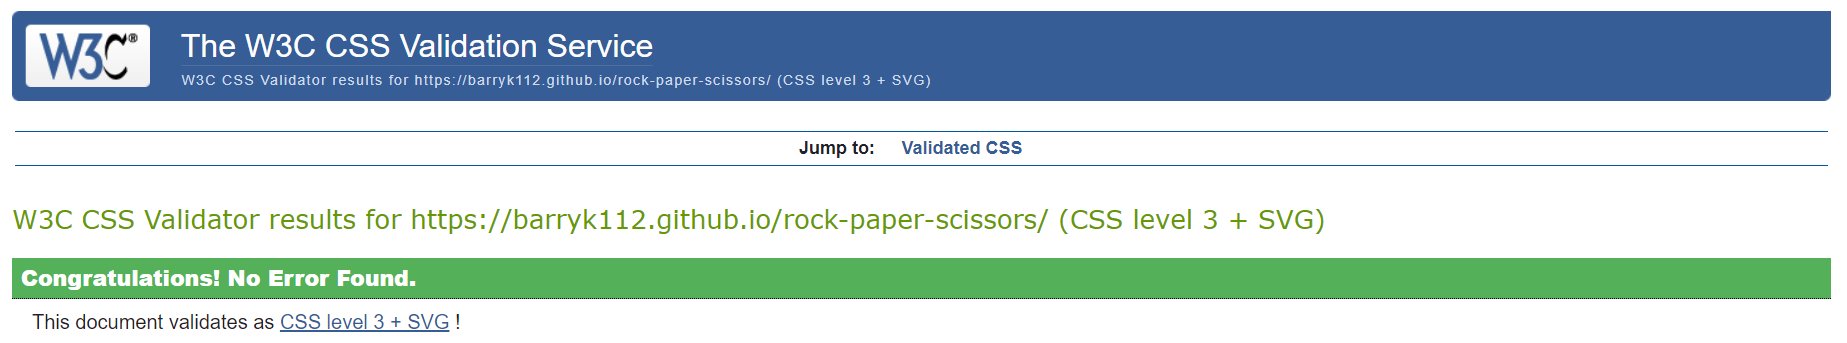 W3C®
The W3C CSS Validation Service
W3C CSS Validator results for https://barryk112.github.io/rock-paper-scissors/ (CSS level 3 + SVG)
Jump to: Validated CSS
W3C CSS Validator results for https://barryk112.github.io/rock-paper-scissors/ (CSS level 3 + SVG)
Congratulations! No Error Found.
This document validates as CSS level 3 + SVG !